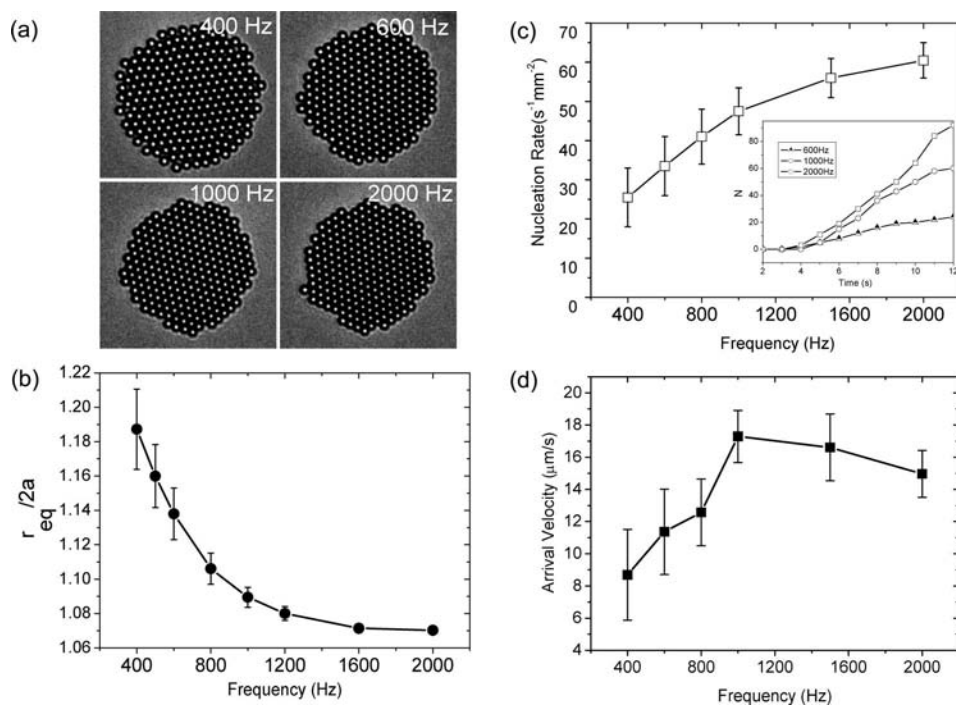 (a)
400 Hz
600 Hz
1000 Hz
2000 Hz
(b)
1.22
1.20
1.18
1.16
1.14
1.12
1.10
1.08
1.06
r_eq/2a
400 800 1200 1600 2000
Frequency (Hz)
(c)
70
60
50
40
30
20
10
0
Nucleation Rate(s⁻¹mm⁻²)
400 800 1200 1600 2000
Frequency (Hz)
600Hz
1000Hz
2000Hz
80
60
40
20
0
N
2 4 6 8 10 12
Time (s)
(d)
20
18
16
14
12
10
8
6
4
Arrival Velocity (μm/s)
400 800 1200 1600 2000
Frequency (Hz)